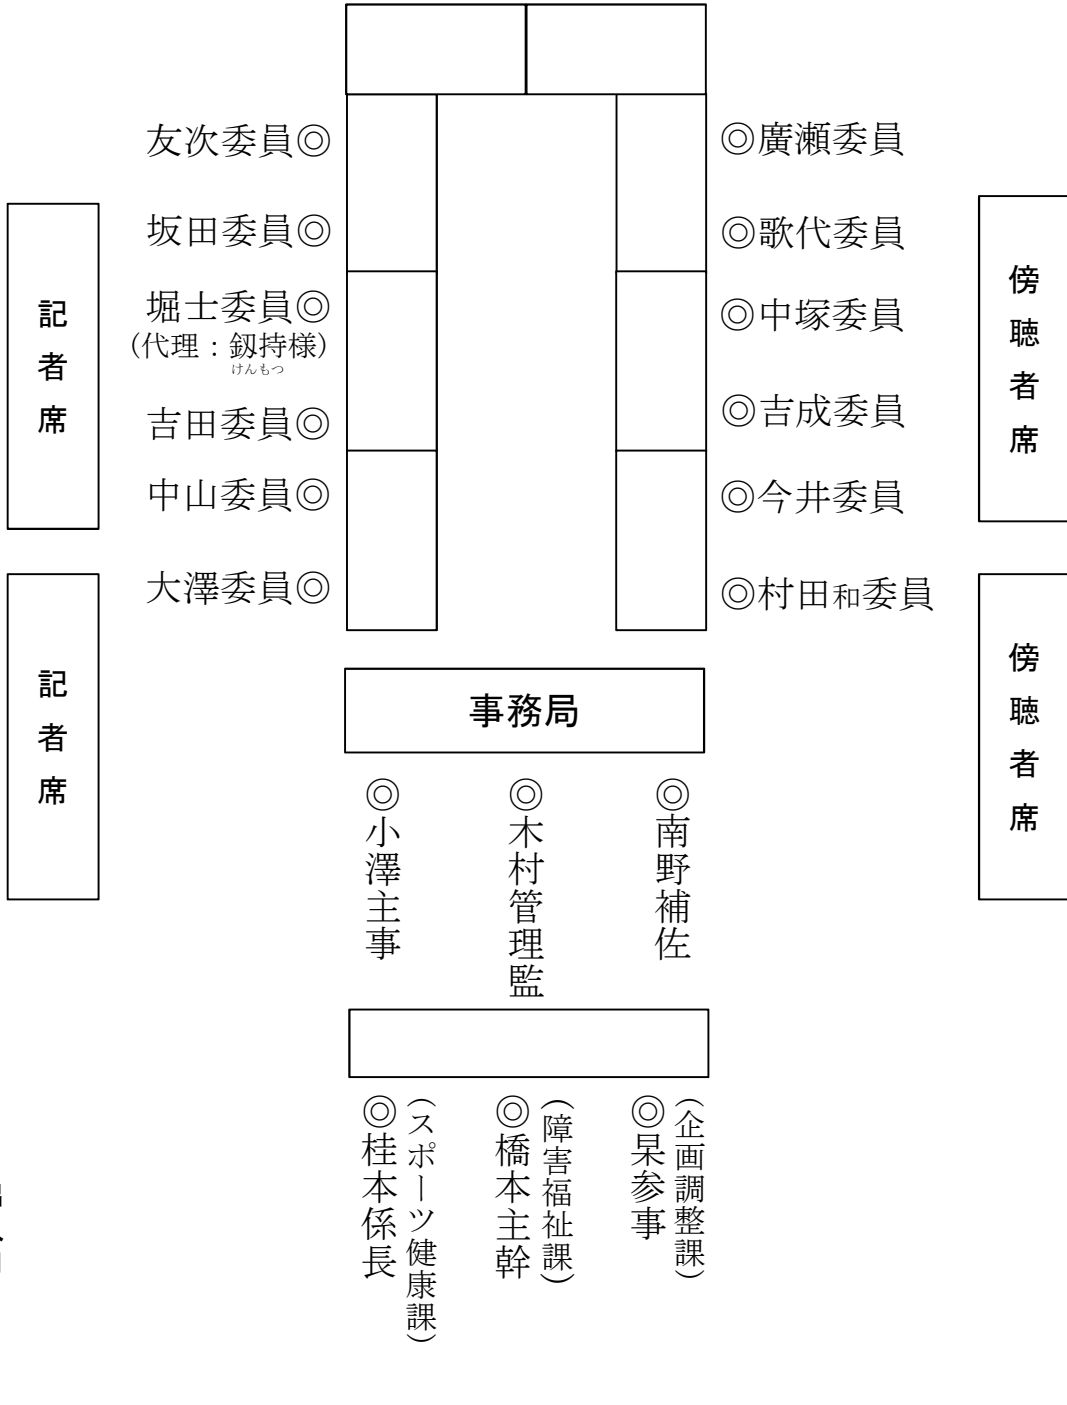 友次委員◎
坂田委員◎
堀士委員◎
（代理：釼持様）
けんもつ
吉田委員◎
中山委員◎
大澤委員◎
◎廣瀬委員
◎歌代委員
◎中塚委員
◎吉成委員
◎今井委員
◎村田和委員
記者席
記者席
傍聴者席
傍聴者席
事務局
◎南野補佐
◎木村管理監
◎小澤主事
（企画調整課）
◎杲参事
（障害福祉課）
◎橋本主幹
（スポーツ健康課）
◎桂本係長